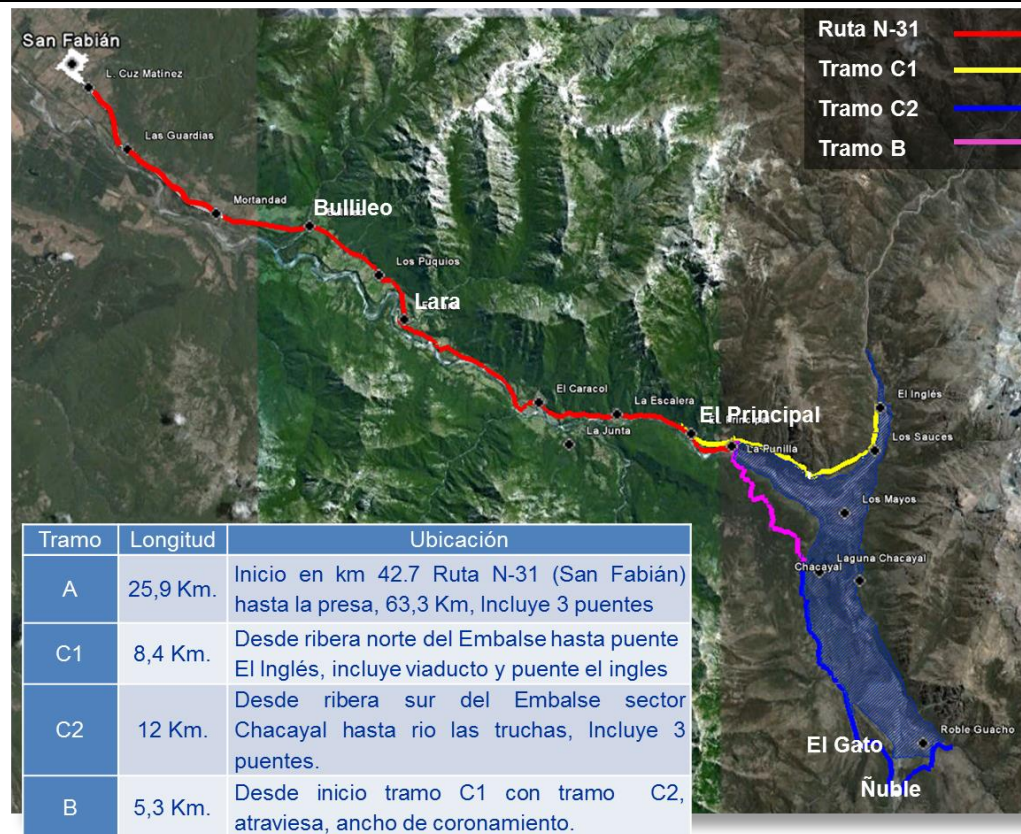 San Fabián
L. Cuz Matínez
Las Guardias
Mortandad
Bullileo
Los Puquios
Lara
El Caracol
La Escalera
La Junta
El Principal
La Punilla
El Inglés
Los Sauces
Los Mayos
Laguna Chacayal
Chacayal
Roble Guacho
El Gato
Ñuble
Ruta N-31
Tramo C1
Tramo C2
Tramo B
Tramo Longitud Ubicación
A 25,9 Km. Inicio en km 42.7 Ruta N-31 (San Fabián)
hasta la presa, 63,3 Km, Incluye 3 puentes
C1 8,4 Km. Desde ribera norte del Embalse hasta puente
El Inglés, incluye viaducto y puente el ingles
C2 12 Km. Desde ribera sur del Embalse sector
Chacayal hasta rio las truchas, Incluye 3
puentes.
B 5,3 Km. Desde inicio tramo C1 con tramo C2,
atraviesa, ancho de coronamiento.